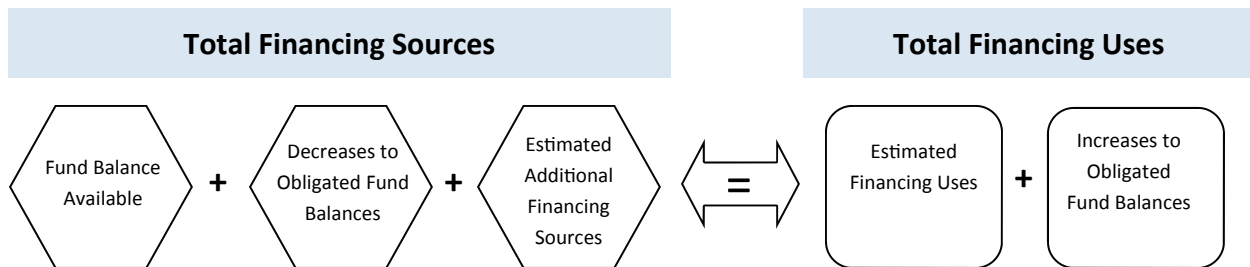 Total Financing Sources
Total Financing Uses
Fund Balance
Available
+
Decreases to
Obligated Fund
Balances
+
Estimated
Additional
Financing
Sources
=
Estimated
Financing Uses
+
Increases to
Obligated
Fund Balances